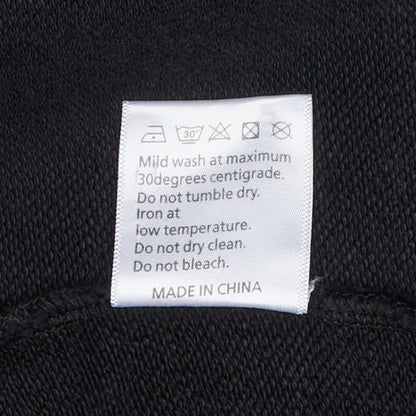 30°
Mild wash at maximum
30degrees centigrade.
Do not tumble dry.
Iron at
low temperature.
Do not dry clean.
Do not bleach.
MADE IN CHINA